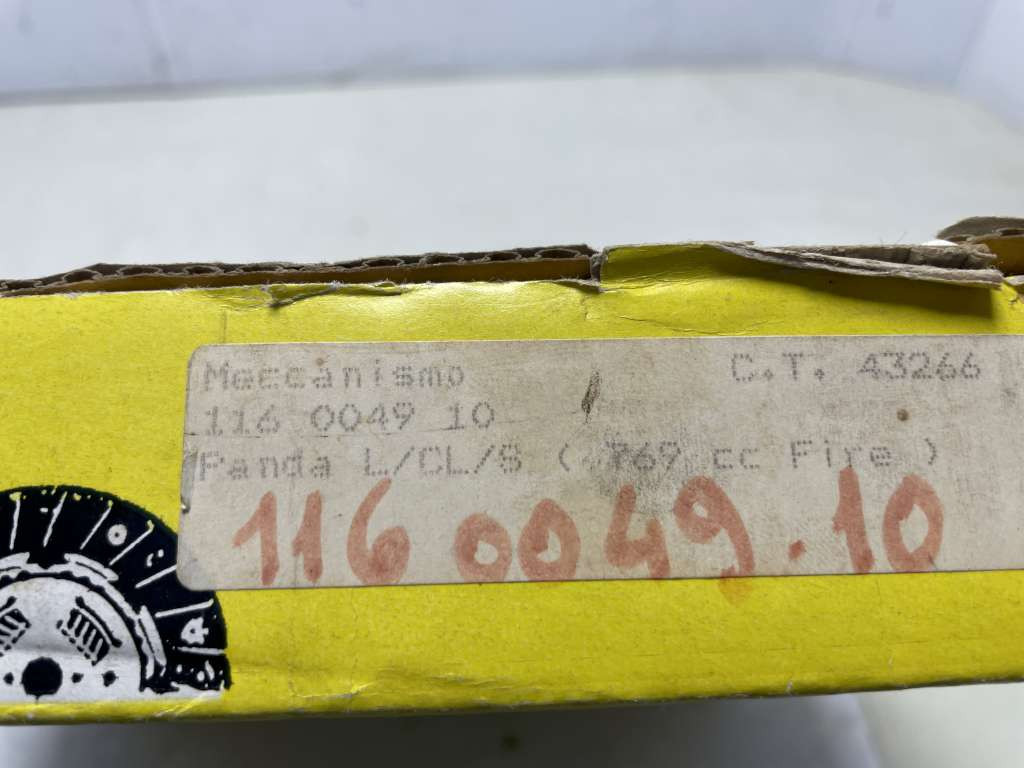 Meccanismo C.T. 43266
116 0049 10
Panda L/CL/S ( 769 cc Fire )
116 0049.10